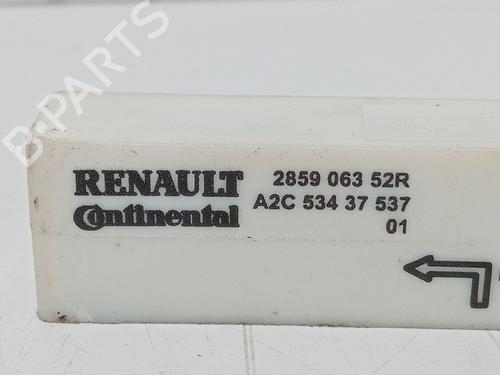 B-PARTS
RENAULT 2859 063 52R
Continental A2C 534 37 537
01